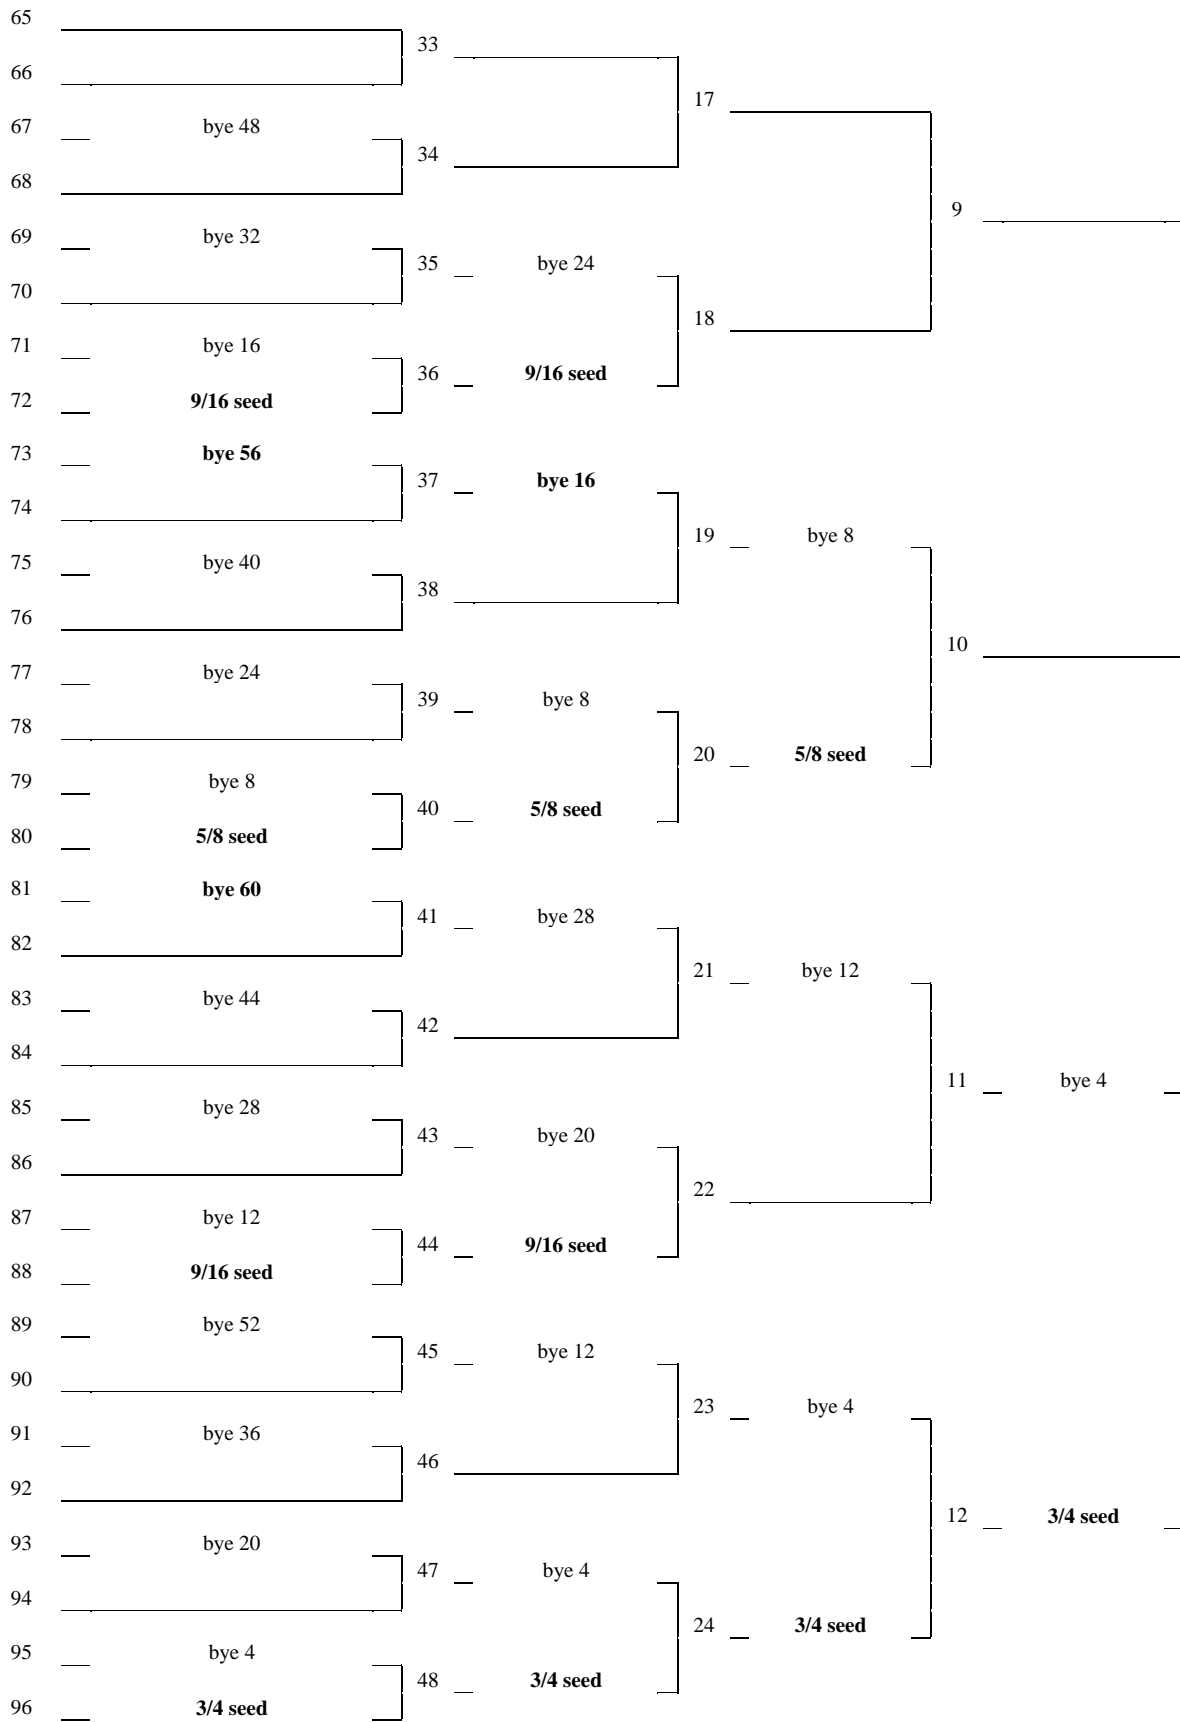 65
33
66
17
67 bye 48
34
68
9
69 bye 32
35 bye 24
70
18
71 bye 16
36 9/16 seed
72 9/16 seed
73 bye 56
37 bye 16
74
19 bye 8
75 bye 40
38
76
10
77 bye 24
39 bye 8
78
20 5/8 seed
79 bye 8
40 5/8 seed
80 5/8 seed
81 bye 60
41 bye 28
82
21 bye 12
83 bye 44
42
84
11 bye 4
85 bye 28
43 bye 20
86
22
87 bye 12
44 9/16 seed
88 9/16 seed
89 bye 52
45 bye 12
90
23 bye 4
91 bye 36
46
92
12 3/4 seed
93 bye 20
47 bye 4
94
24 3/4 seed
95 bye 4
48 3/4 seed
96 3/4 seed